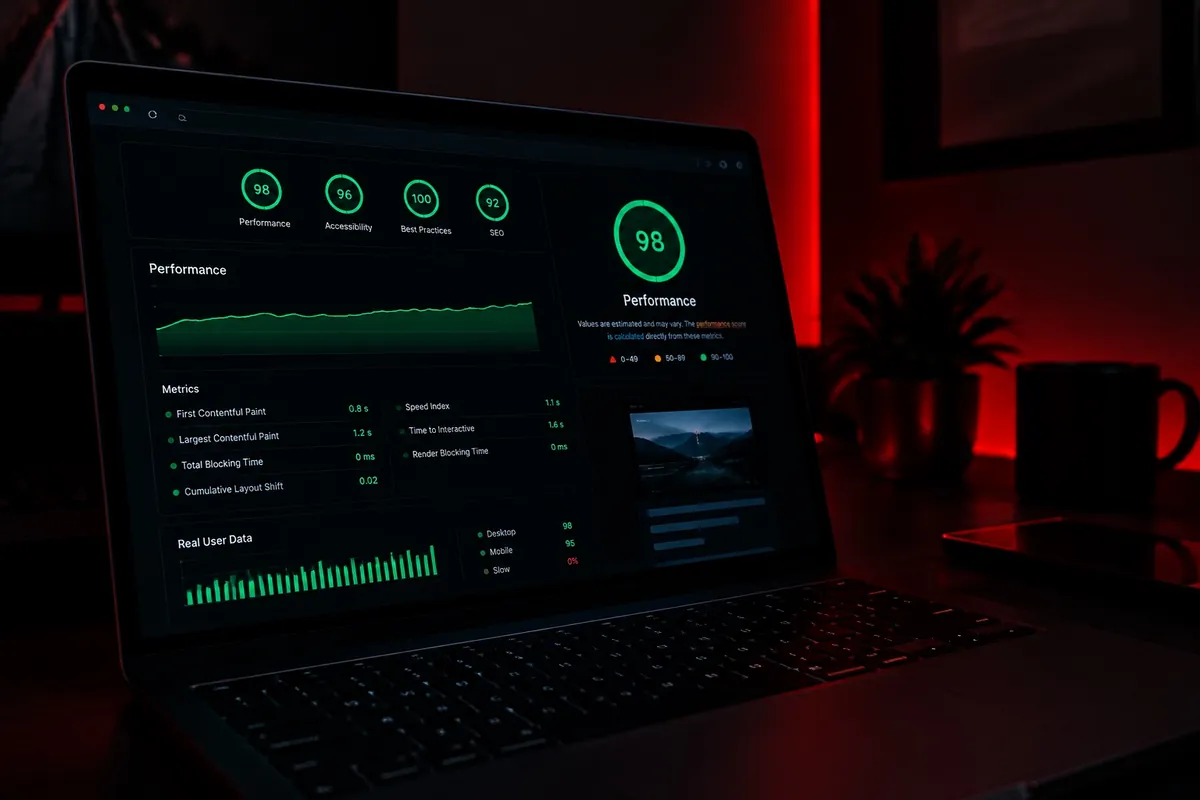 98
Performance
96
Accessibility
100
Best Practices
92
SEO
Performance
Metrics
First Contentful Paint 0.8 s
Largest Contentful Paint 1.2 s
Total Blocking Time 0 ms
Cumulative Layout Shift 0.02
Speed Index 1.1 s
Time to Interactive 1.6 s
Render Blocking Time 0 ms
Real User Data
Desktop 98
Mobile 95
Slow 0%
98
Performance
Values are estimated and may vary. The performance score
is calculated directly from these metrics.
0–49 50–89 90–100